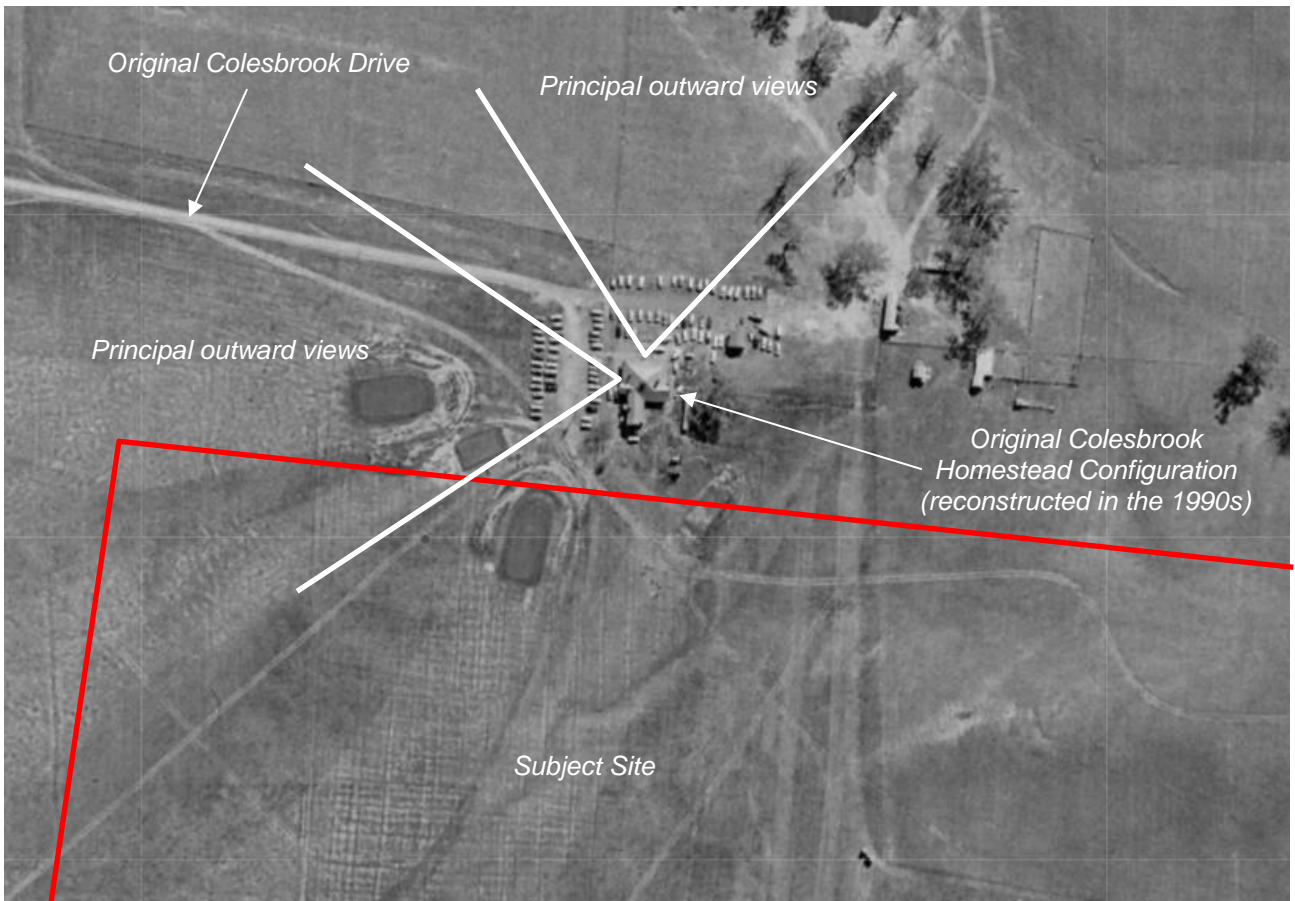 Original Colesbrook Drive
Principal outward views
Principal outward views
Original Colesbrook
Homestead Configuration
(reconstructed in the 1990s)
Subject Site